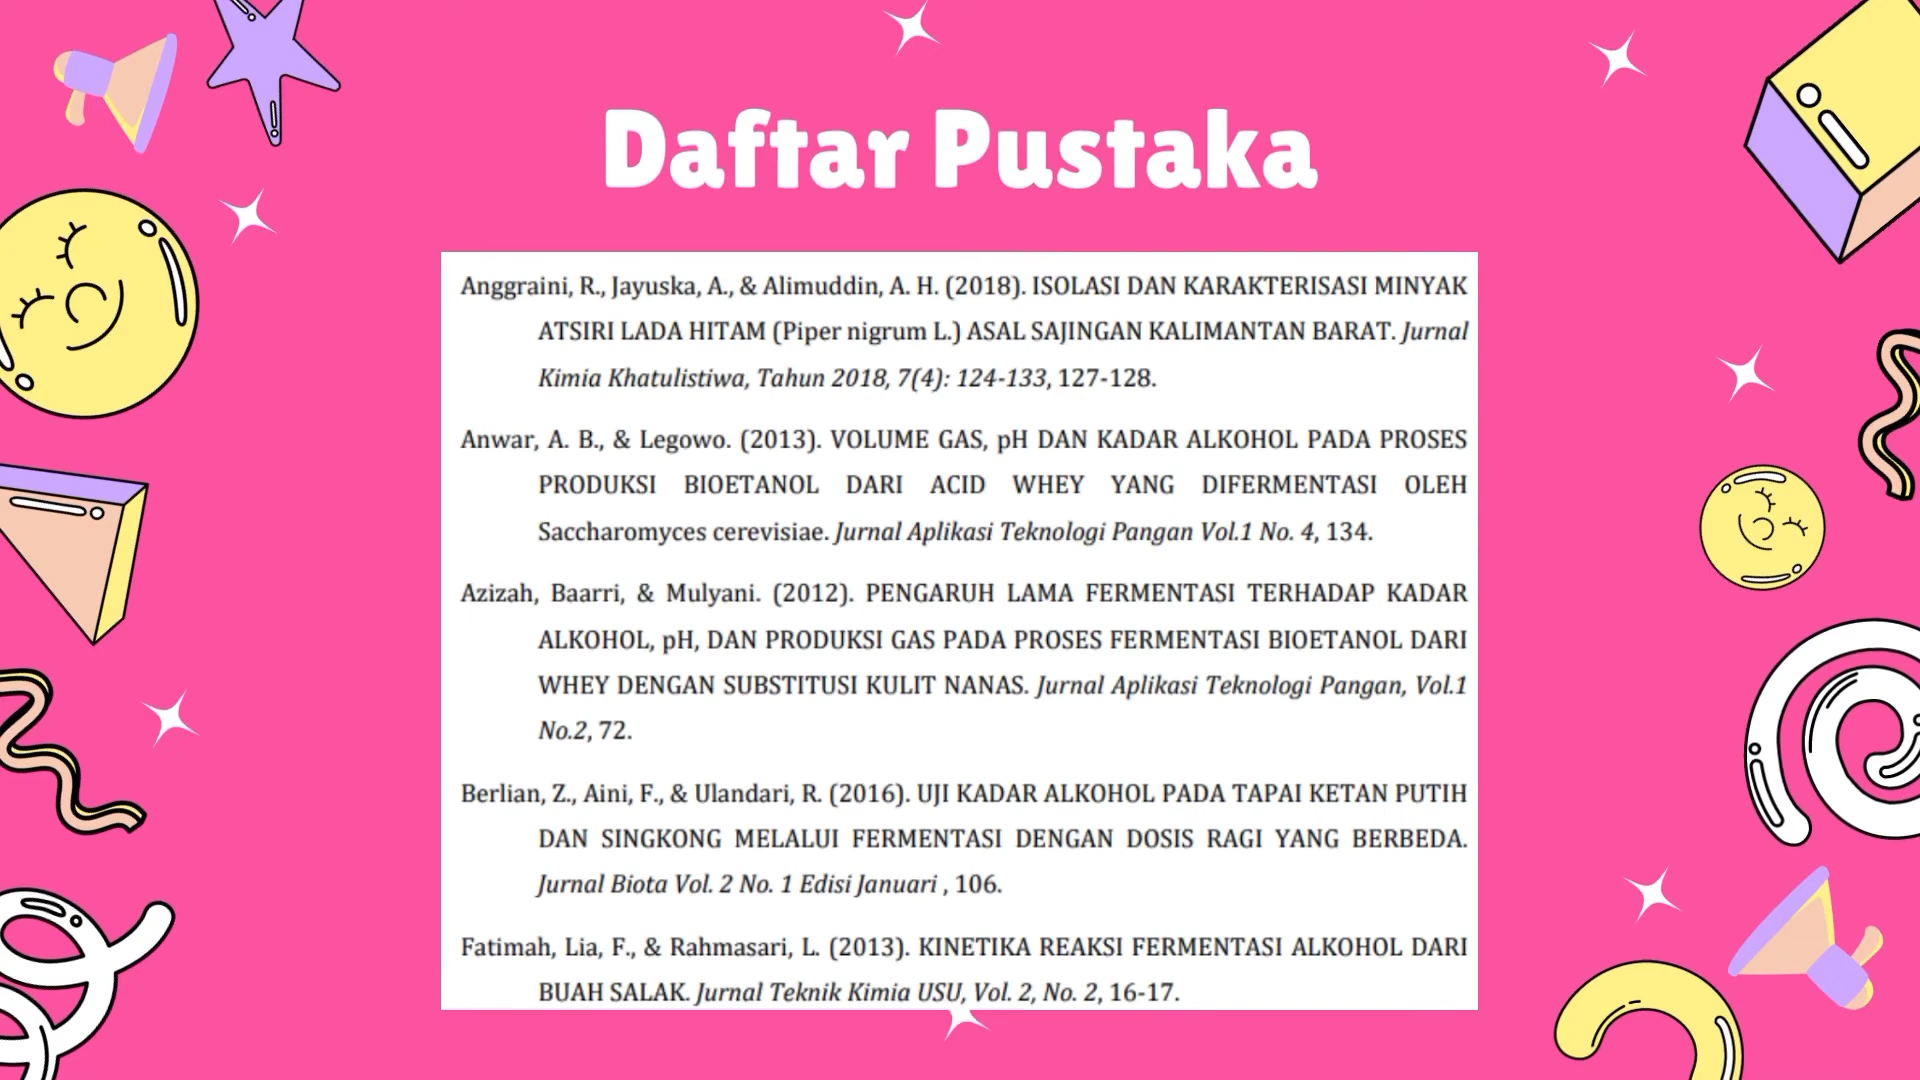 Daftar Pustaka
Anggraini, R., Jayuska, A., & Alimuddin, A. H. (2018). ISOLASI DAN KARAKTERISASI MINYAK
ATSIRI LADA HITAM (Piper nigrum L.) ASAL SAJINGAN KALIMANTAN BARAT. Jurnal
Kimia Khatulistiwa, Tahun 2018, 7(4): 124-133, 127-128.
Anwar, A. B., & Legowo. (2013). VOLUME GAS, pH DAN KADAR ALKOHOL PADA PROSES
PRODUKSI BIOETANOL DARI ACID WHEY YANG DIFERMENTASI OLEH
Saccharomyces cerevisiae. Jurnal Aplikasi Teknologi Pangan Vol.1 No. 4, 134.
Azizah, Baarri, & Mulyani. (2012). PENGARUH LAMA FERMENTASI TERHADAP KADAR
ALKOHOL, pH, DAN PRODUKSI GAS PADA PROSES FERMENTASI BIOETANOL DARI
WHEY DENGAN SUBSTITUSI KULIT NANAS. Jurnal Aplikasi Teknologi Pangan, Vol.1
No.2, 72.
Berlian, Z., Aini, F., & Ulandari, R. (2016). UJI KADAR ALKOHOL PADA TAPAI KETAN PUTIH
DAN SINGKONG MELALUI FERMENTASI DENGAN DOSIS RAGI YANG BERBEDA.
Jurnal Biota Vol. 2 No. 1 Edisi Januari , 106.
Fatimah, Lia, F., & Rahmasari, L. (2013). KINETIKA REAKSI FERMENTASI ALKOHOL DARI
BUAH SALAK. Jurnal Teknik Kimia USU, Vol. 2, No. 2, 16-17.